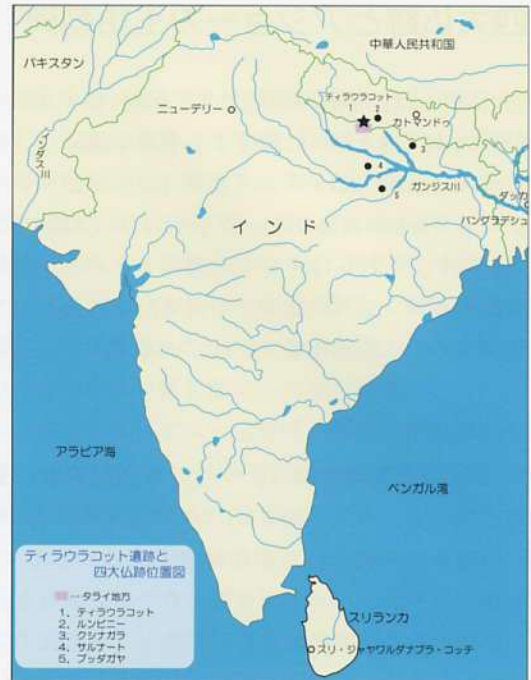 中華人民共和国
パキスタン
ティラウラコット
ニューデリー
1
2
カトマンドゥ
3
インダス川
4
ガンジス川
5
ダッカ
バングラデシュ
インド
アラビア海
ベンガル湾
ティラウラコット遺跡と
四大仏跡位置図
…タライ地方
1、ティラウラコット
2、ルンビニー
3、クシナガラ
4、サルナート
5、ブッダガヤ
スリランカ
スリ・ジャヤワルダナプラ・コッテ